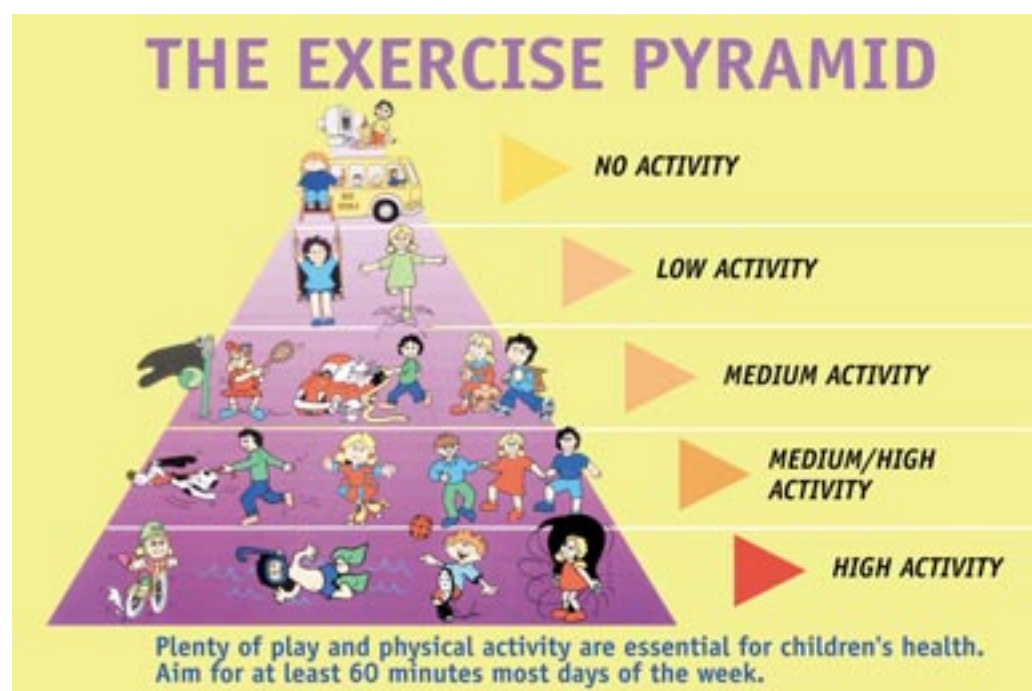 THE EXERCISE PYRAMID
NO ACTIVITY
LOW ACTIVITY
MEDIUM ACTIVITY
MEDIUM/HIGH
ACTIVITY
HIGH ACTIVITY
Plenty of play and physical activity are essential for children's health.
Aim for at least 60 minutes most days of the week.